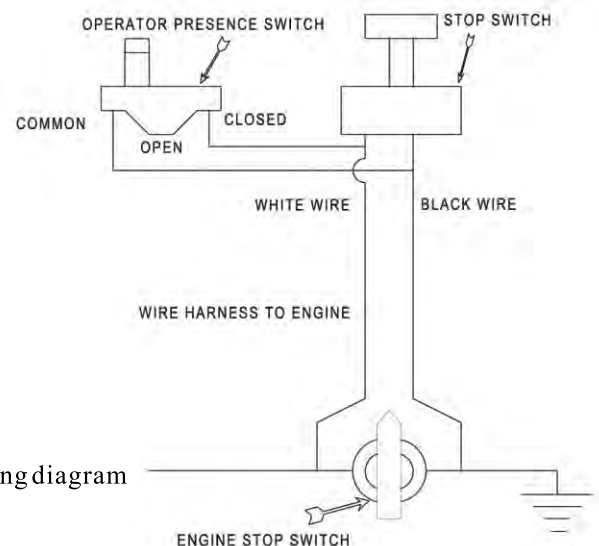 OPERATOR PRESENCE SWITCH
STOP SWITCH
COMMON
CLOSED
OPEN
WHITE WIRE
BLACK WIRE
WIRE HARNESS TO ENGINE
ng diagram
ENGINE STOP SWITCH